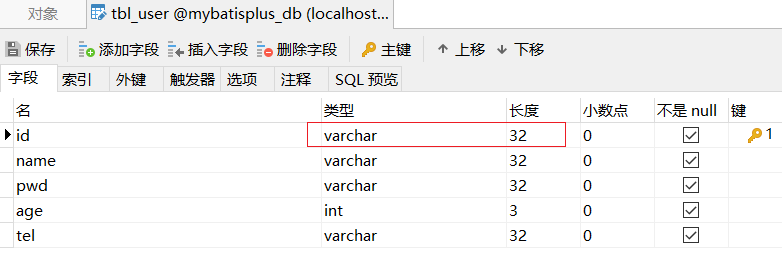 对象 tbl_user @mybatisplus_db (localhost...
保存 添加字段 插入字段 删除字段 主键 上移 下移
字段 索引 外键 触发器 选项 注释 SQL 预览
名 类型 长度 小数点 不是 null 键
id varchar 32 0 1
name varchar 32 0
pwd varchar 32 0
age int 3 0
tel varchar 32 0